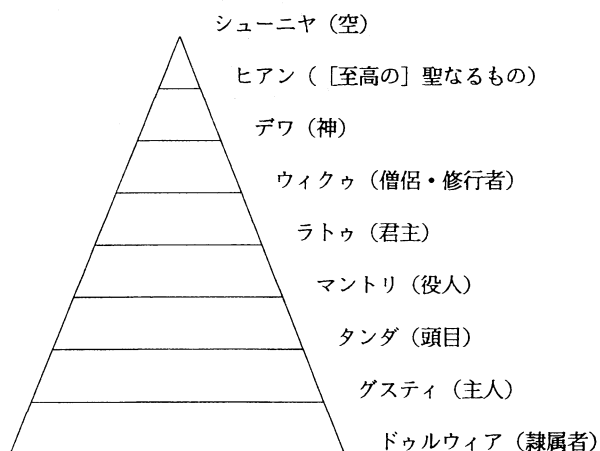 シューニヤ（空）
ヒアン（［至高の］聖なるもの）
デワ（神）
ウィクゥ（僧侶・修行者）
ラトゥ（君主）
マントリ（役人）
タンダ（頭目）
グスティ（主人）
ドゥルウィア（隷属者）